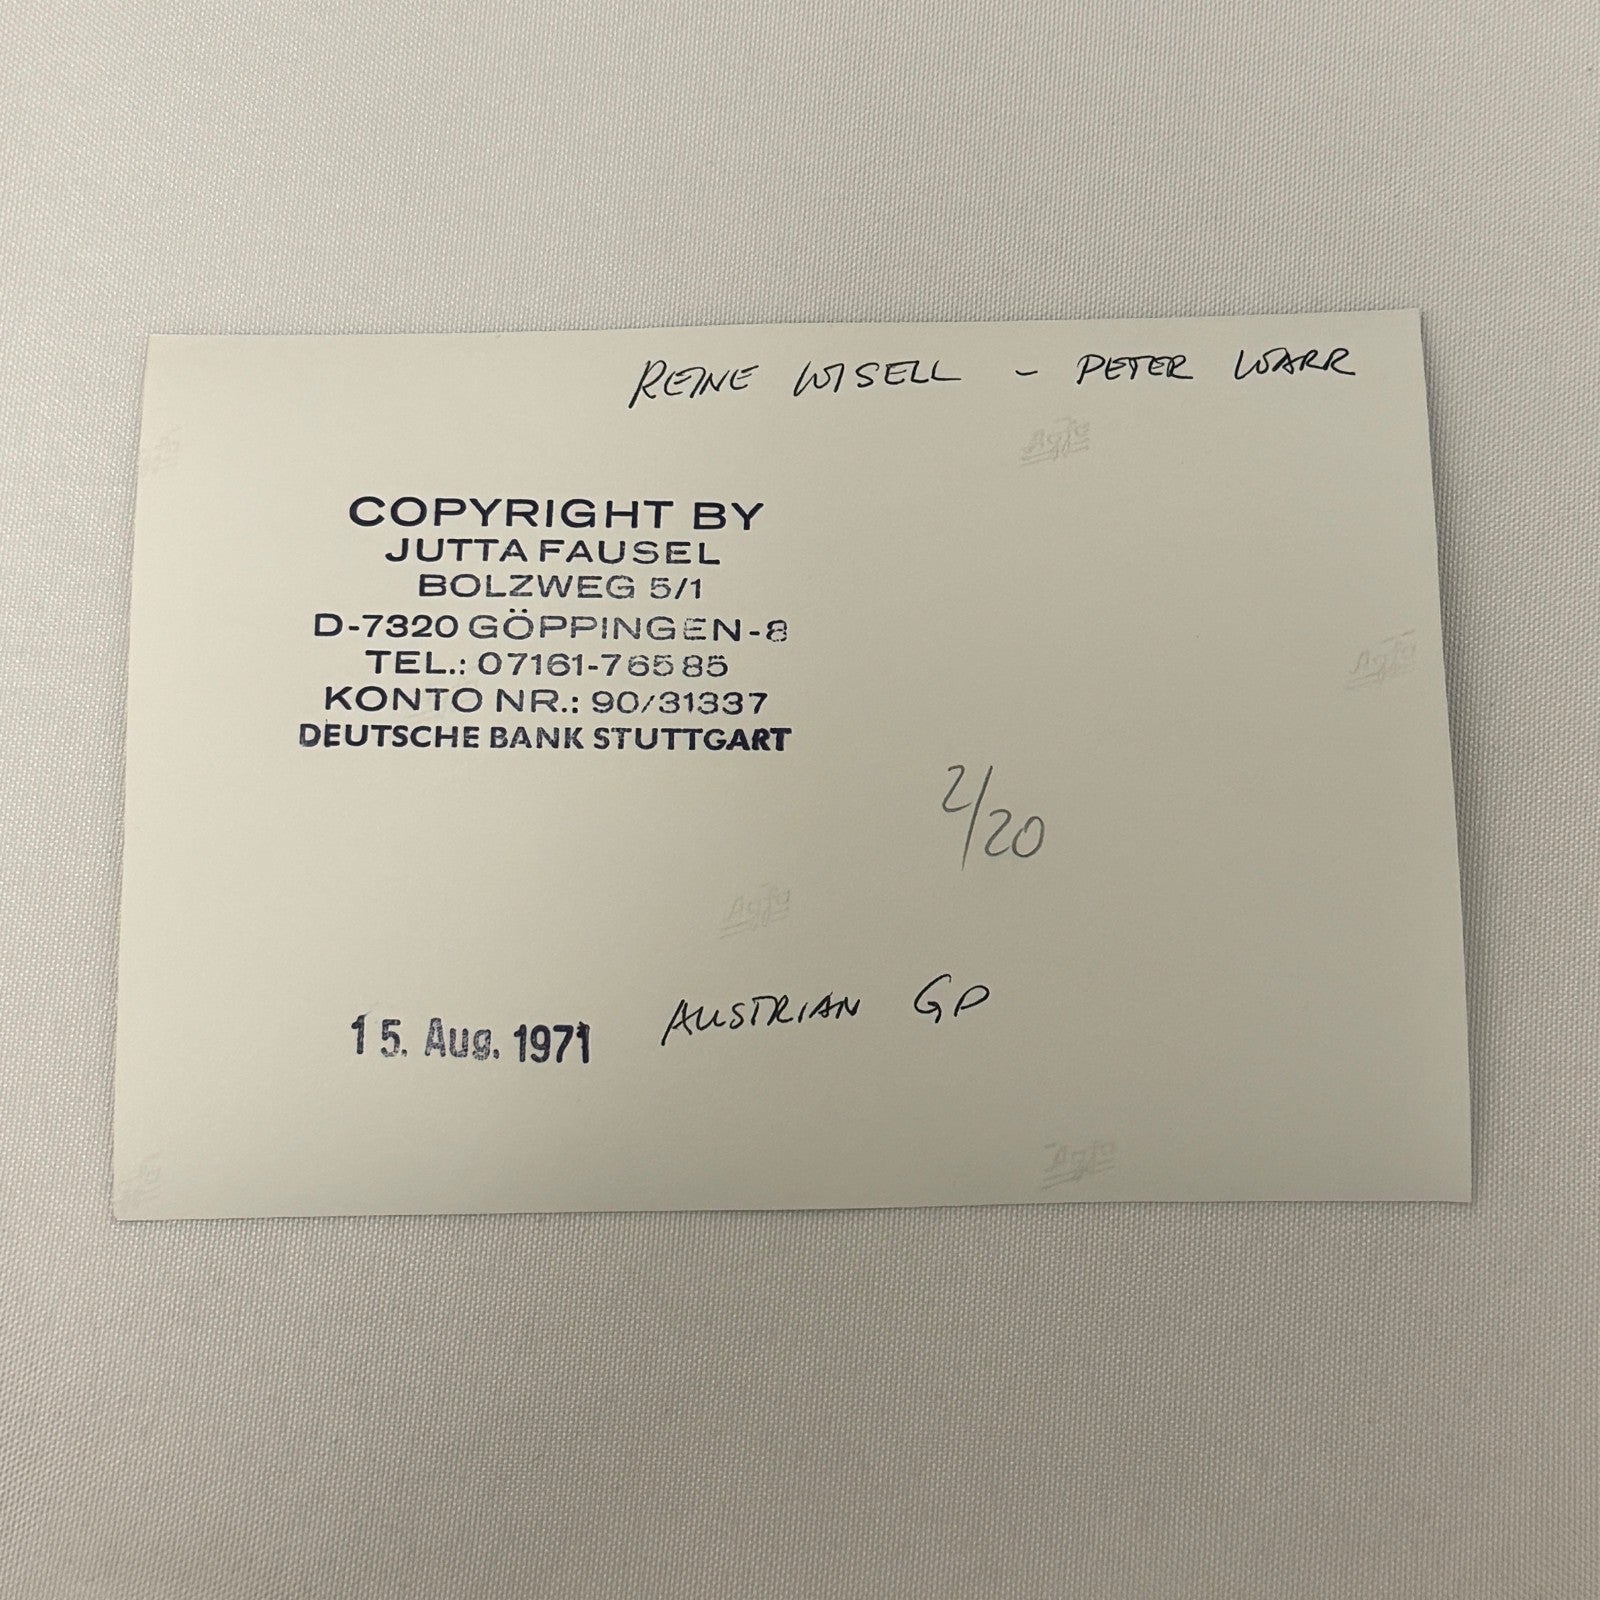 REINE WISELL - PETER WARR
COPYRIGHT BY
JUTTA FAUSEL
BOLZWEG 5/1
D-7320 GÖPPINGEN-8
TEL.: 07161-76585
KONTO NR.: 90/31337
DEUTSCHE BANK STUTTGART
2/20
15. Aug. 1971 AUSTRIAN GP